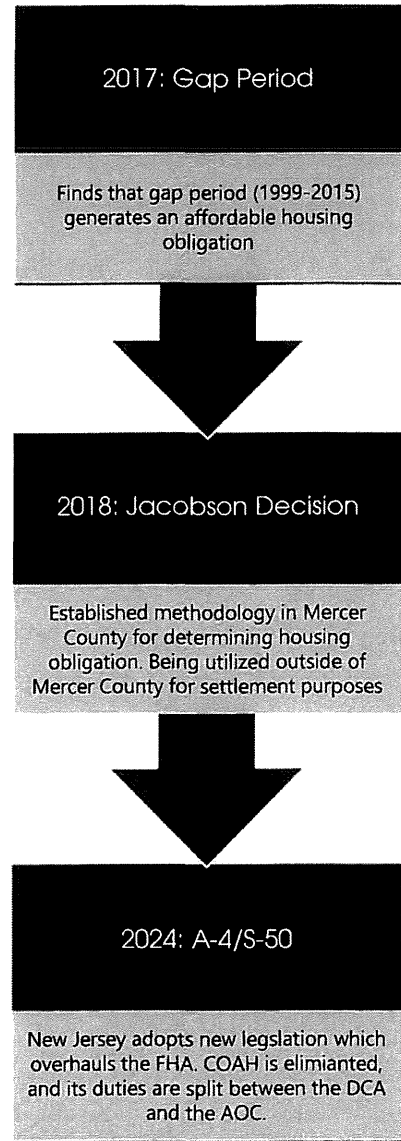 2017: Gap Period
Finds that gap period (1999-2015)
generates an affordable housing
obligation
2018: Jacobson Decision
Established methodology in Mercer
County for determining housing
obligation. Being utilized outside of
Mercer County for settlement purposes
2024: A-4/S-50
New Jersey adopts new legslation which
overhauls the FHA. COAH is elimianted,
and its duties are split between the DCA
and the AOC.